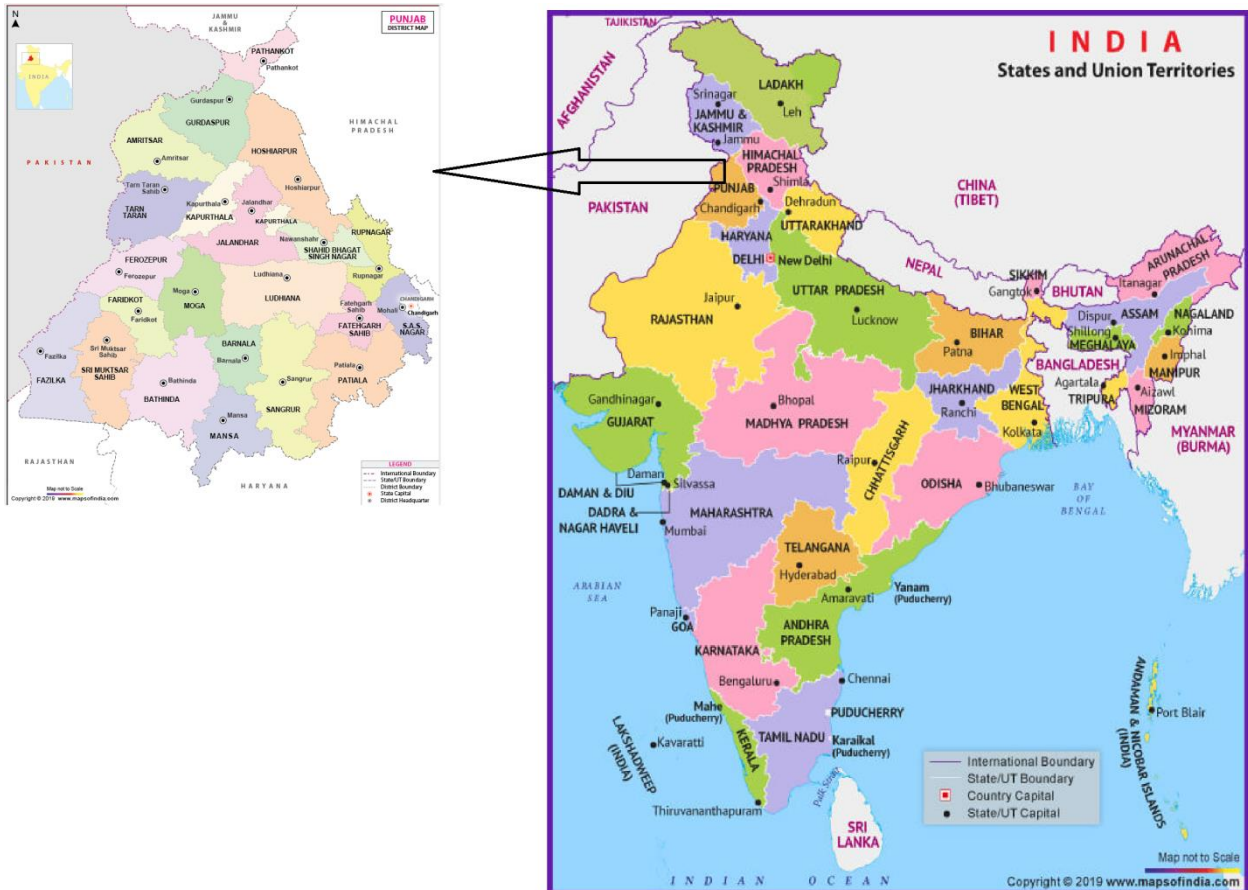 N
JAMMU &
KASHMIR
PUNJAB
DISTRICT MAP
INDIA
PATHANKOT
Pathankot
Gurdaspur
GURDASPUR
HIMACHAL
PRADESH
AMRITSAR
Amritsar
HOSHIARPUR
Hoshiarpur
PAKISTAN
Tarn Taran
Sahib
TARN
TARAN
Kapurthala
KAPURTHALA
Jalandhar
KAPURTHALA
JALANDHAR
Nawanshahr
SHAHID BHAGAT
SINGH NAGAR
RUPNAGAR
Rupnagar
FEROZEPUR
Ferozepur
Moga
MOGA
Ludhiana
LUDHIANA
FARIDKOT
Faridkot
Fatehgarh
Sahib
FATEHGARH
SAHIB
CHANDIGARH
Chandigarh
Mohali
S.A.S.
NAGAR
Fazilka
FAZILKA
Sri Muktsar
Sahib
SRI MUKTSAR
SAHIB
BARNALA
Barnala
Bathinda
BATHINDA
Sangrur
SANGRUR
Patiala
PATIALA
Mansa
MANSA
RAJASTHAN
HARYANA
LEGEND
International Boundary
State/UT Boundary
District Boundary
State Capital
District Headquarter
Map not to Scale
Copyright © 2019 www.mapsofindia.com
INDIA
States and Union Territories
TAJIKISTAN
AFGHANISTAN
LADAKH
Leh
Srinagar
JAMMU &
KASHMIR
Jammu
HIMACHAL
PRADESH
Shimla
PUNJAB
Chandigarh
Dehradun
UTTARAKHAND
PAKISTAN
CHINA
(TIBET)
HARYANA
DELHI
New Delhi
NEPAL
SIKKIM
Gangtok
BHUTAN
ARUNACHAL
PRADESH
Itanagar
Jaipur
RAJASTHAN
UTTAR PRADESH
Lucknow
BIHAR
Patna
Dispur
ASSAM
NAGALAND
Kohima
Shillong
MEGHALAYA
Imphal
MANIPUR
BANGLADESH
Agartala
TRIPURA
Aizawl
MIZORAM
MYANMAR
(BURMA)
Gandhinagar
GUJARAT
Bhopal
MADHYA PRADESH
JHARKHAND
Ranchi
WEST
BENGAL
Kolkata
Raipur
CHHATTISGARH
ODISHA
Bhubaneswar
BAY
OF
BENGAL
Daman
Silvassa
DAMAN & DIU
DADRA &
NAGAR HAVELI
MAHARASHTRA
Mumbai
TELANGANA
Hyderabad
ARABIAN
SEA
Amaravati
Yanam
(Puducherry)
Panaji
GOA
ANDHRA
PRADESH
KARNATAKA
Bengaluru
Chennai
Mahe
(Puducherry)
PUDUCHERRY
LAKSHADWEEP
(INDIA)
Kavaratti
KERALA
TAMIL NADU
Karaikal
(Puducherry)
Thiruvananthapuram
Palk Strait
SRI
LANKA
ANDAMAN & NICOBAR ISLANDS
(INDIA)
Port Blair
International Boundary
State/UT Boundary
Country Capital
State/UT Capital
Map not to Scale
INDIAN OCEAN
Copyright © 2019 www.mapsofindia.com